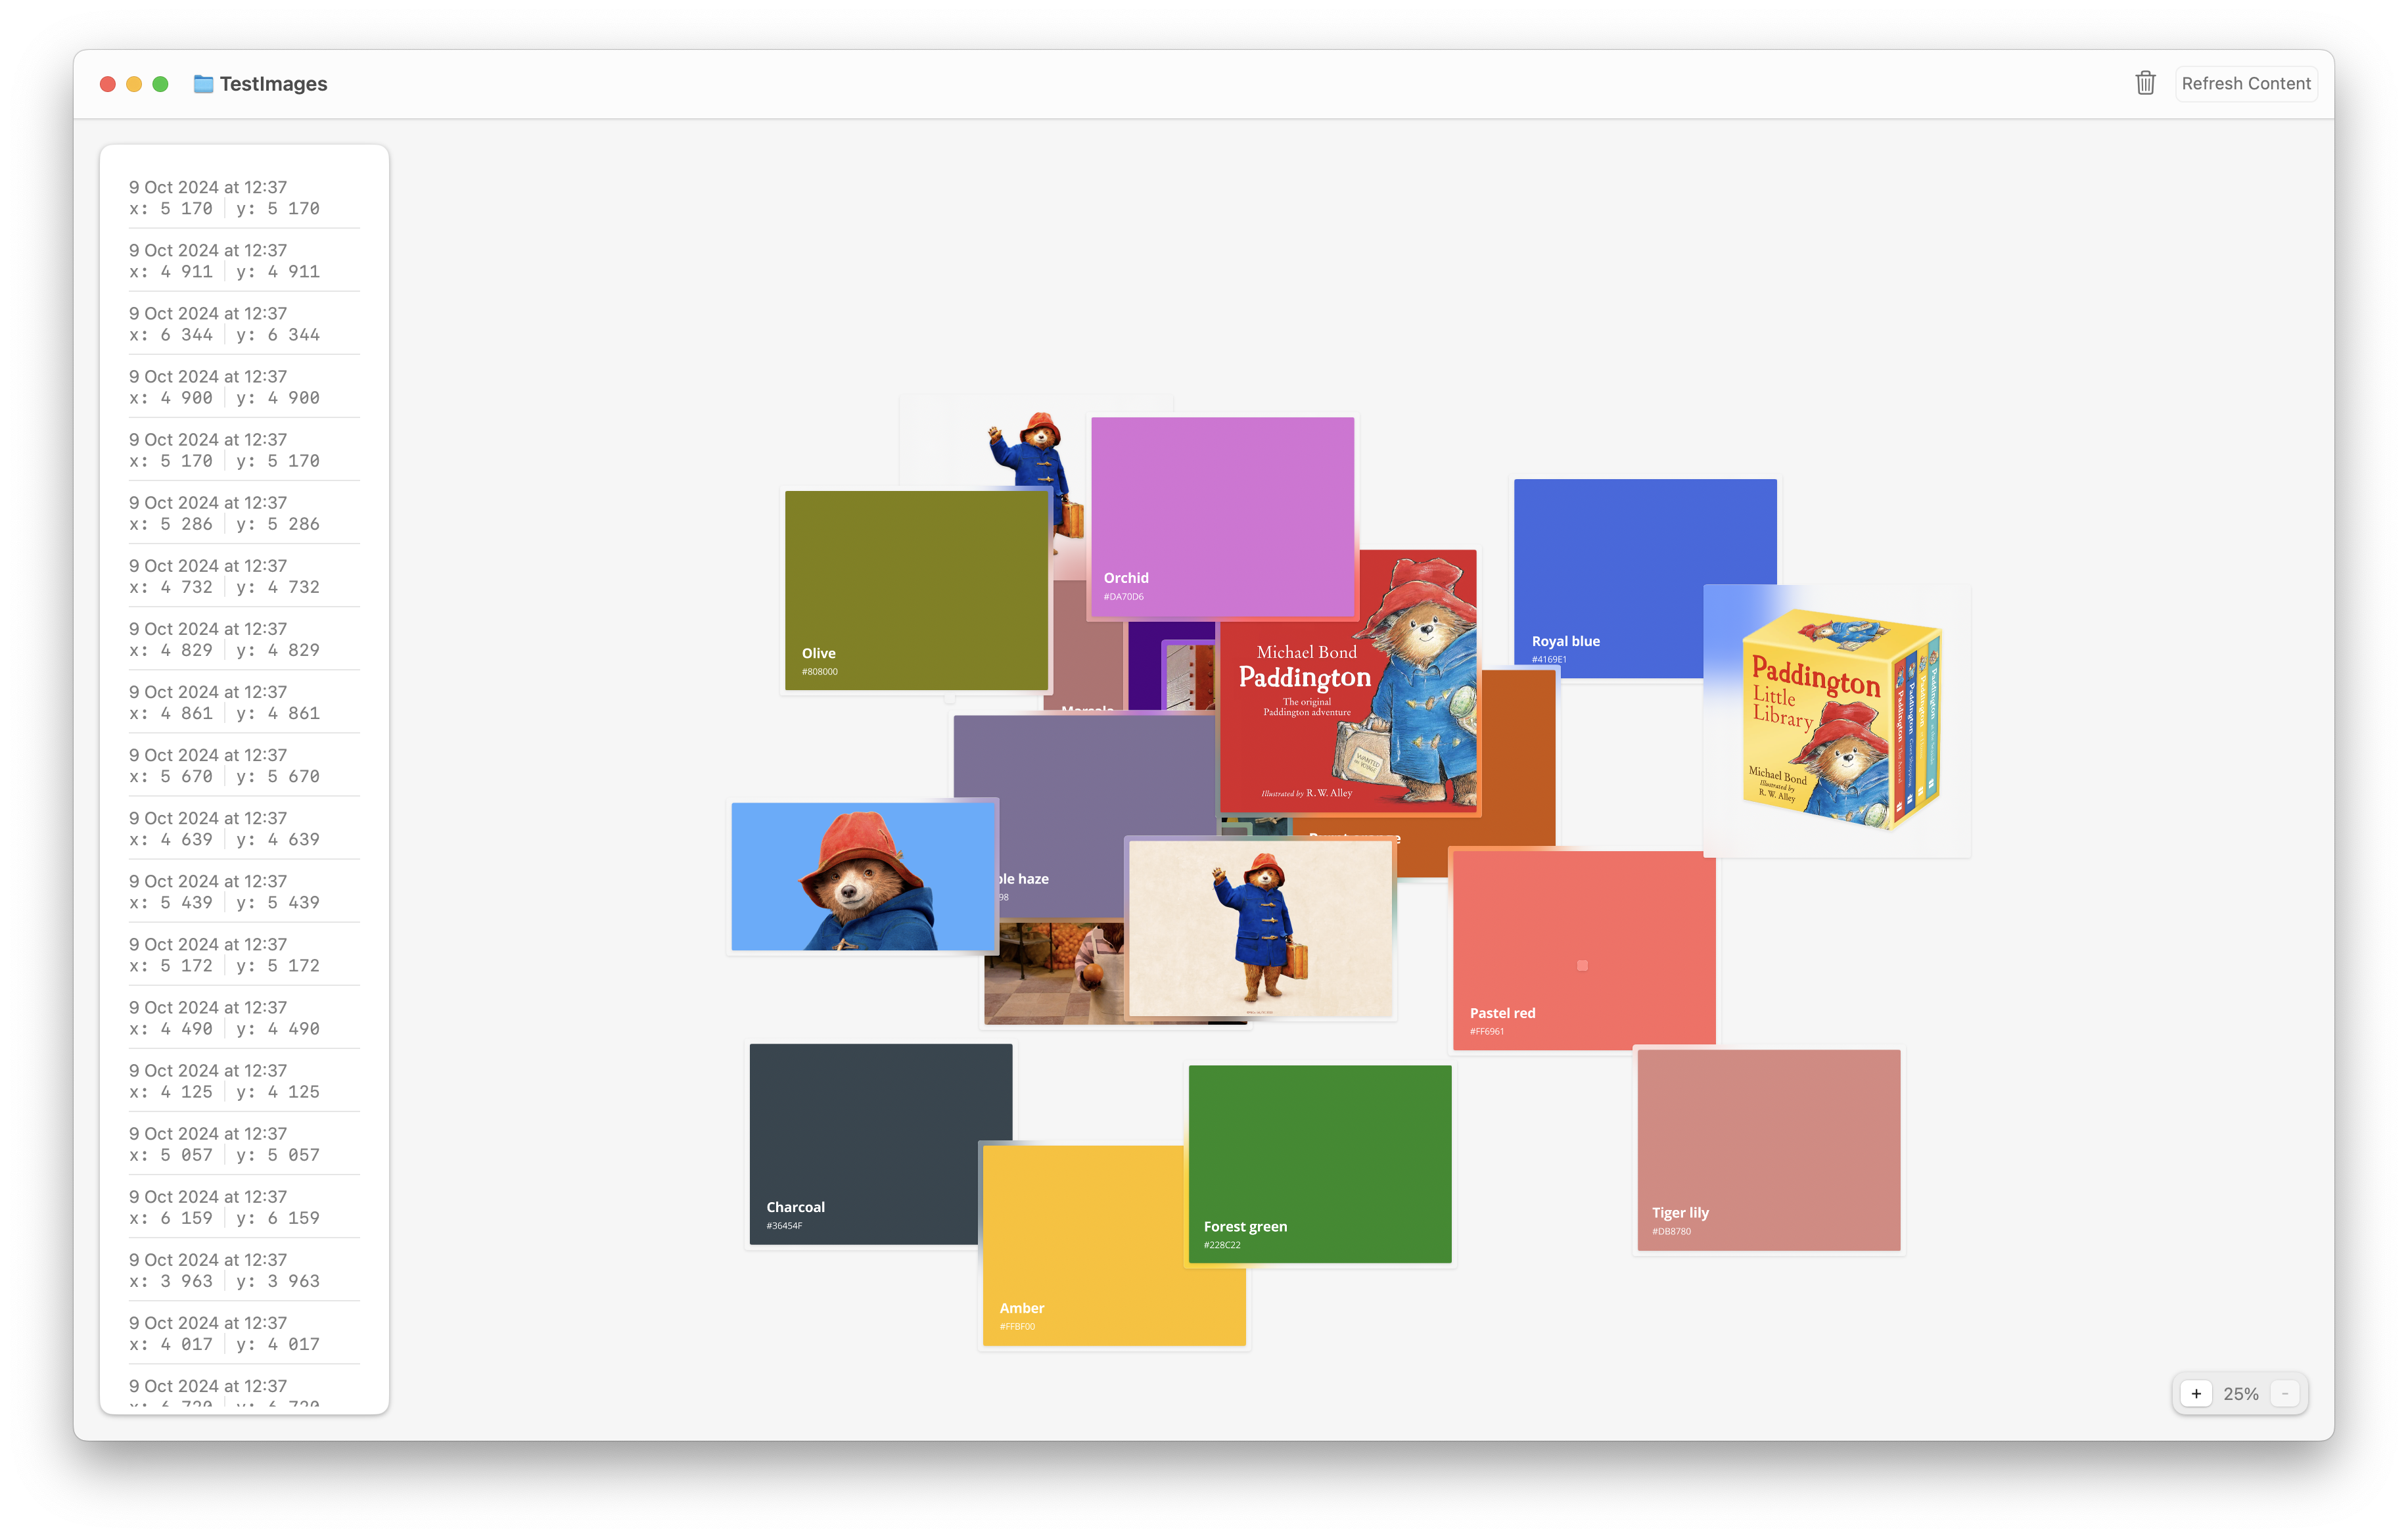 TestImages
Refresh Content
9 Oct 2024 at 12:37
x: 5 170 y: 5 170
9 Oct 2024 at 12:37
x: 4 911 y: 4 911
9 Oct 2024 at 12:37
x: 6 344 y: 6 344
9 Oct 2024 at 12:37
x: 4 900 y: 4 900
9 Oct 2024 at 12:37
x: 5 170 y: 5 170
9 Oct 2024 at 12:37
x: 5 286 y: 5 286
9 Oct 2024 at 12:37
x: 4 732 y: 4 732
9 Oct 2024 at 12:37
x: 4 829 y: 4 829
9 Oct 2024 at 12:37
x: 4 861 y: 4 861
9 Oct 2024 at 12:37
x: 5 670 y: 5 670
9 Oct 2024 at 12:37
x: 4 639 y: 4 639
9 Oct 2024 at 12:37
x: 5 439 y: 5 439
9 Oct 2024 at 12:37
x: 5 172 y: 5 172
9 Oct 2024 at 12:37
x: 4 490 y: 4 490
9 Oct 2024 at 12:37
x: 4 125 y: 4 125
9 Oct 2024 at 12:37
x: 5 057 y: 5 057
9 Oct 2024 at 12:37
x: 6 159 y: 6 159
9 Oct 2024 at 12:37
x: 3 963 y: 3 963
9 Oct 2024 at 12:37
x: 4 017 y: 4 017
9 Oct 2024 at 12:37
Orchid
#DA70D6
Olive
#808000
Royal blue
#4169E1
Michael Bond
Paddington
The original
Paddington adventure
WANTED
Illustrated by R. W. Alley
Paddington
Little
Library
Michael Bond
Illustrated by
R. W. Alley
Paddington
Paddington
Paddington
Paddington
ple haze
98
Pastel red
#FF6961
Charcoal
#36454F
Forest green
#228C22
Tiger lily
#DB8780
Amber
#FFBF00
+ 25% -